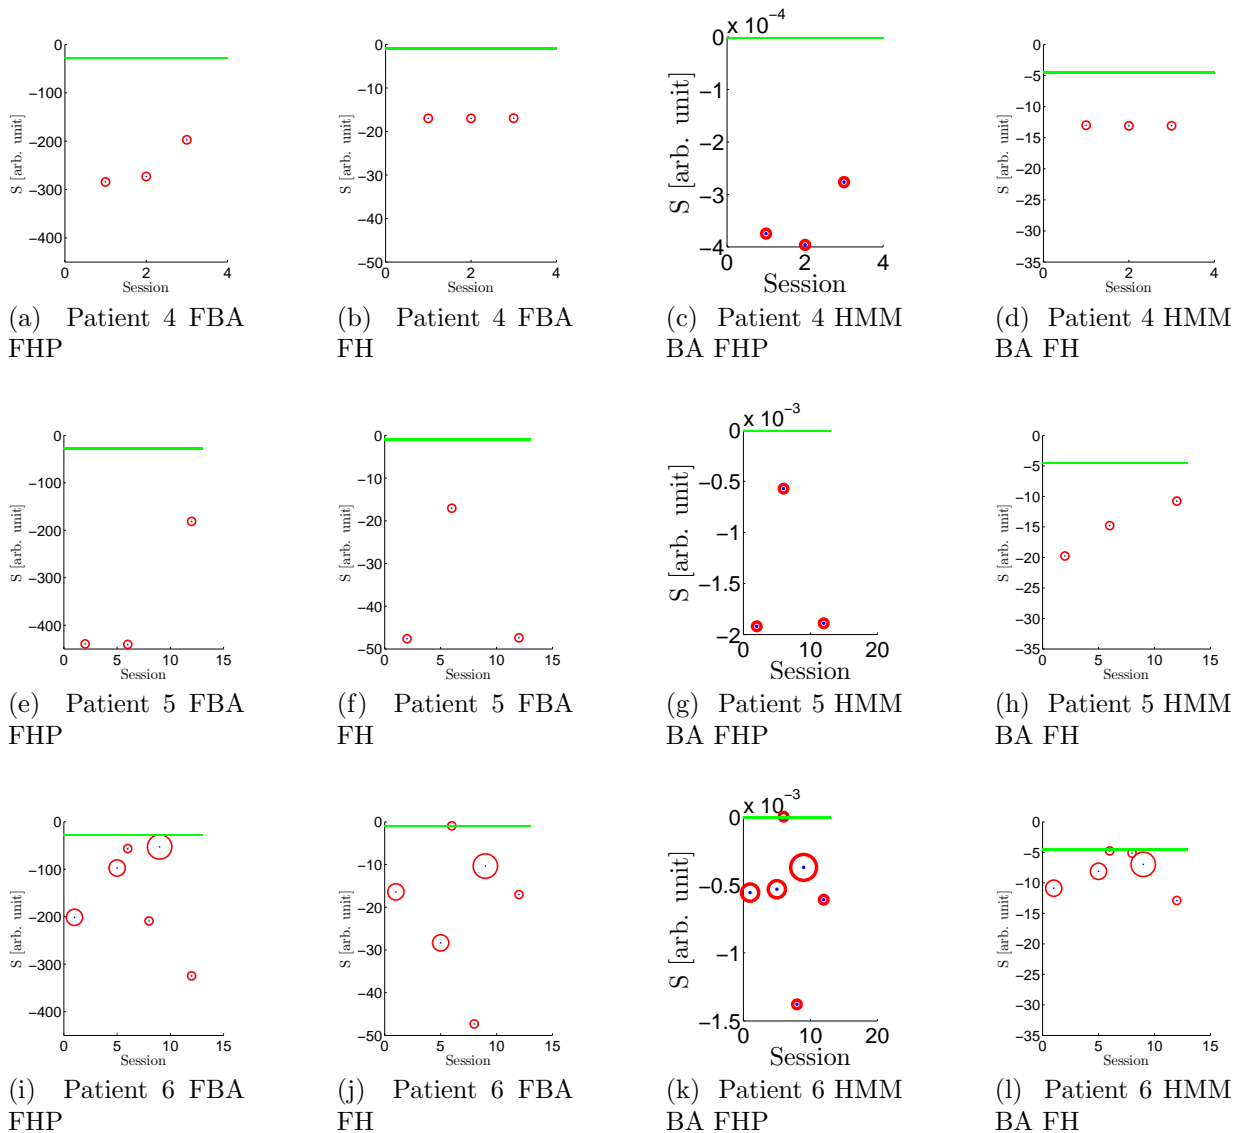 0
−100
−200
−300
−400
S [arb. unit]
0 2 4
Session
(a) Patient 4 FBA
FHP
0
−10
−20
−30
−40
−50
S [arb. unit]
0 2 4
Session
(b) Patient 4 FBA
FH
x 10−4
0
−1
−2
−3
−4
S [arb. unit]
0 2 4
Session
(c) Patient 4 HMM
BA FHP
0
−5
−10
−15
−20
−25
−30
−35
S [arb. unit]
0 2 4
Session
(d) Patient 4 HMM
BA FH
0
−100
−200
−300
−400
S [arb. unit]
0 5 10 15
Session
(e) Patient 5 FBA
FHP
0
−10
−20
−30
−40
−50
S [arb. unit]
0 5 10 15
Session
(f) Patient 5 FBA
FH
x 10−3
0
−0.5
−1
−1.5
−2
S [arb. unit]
0 10 20
Session
(g) Patient 5 HMM
BA FHP
0
−5
−10
−15
−20
−25
−30
−35
S [arb. unit]
0 5 10 15
Session
(h) Patient 5 HMM
BA FH
0
−100
−200
−300
−400
S [arb. unit]
0 5 10 15
Session
(i) Patient 6 FBA
FHP
0
−10
−20
−30
−40
−50
S [arb. unit]
0 5 10 15
Session
(j) Patient 6 FBA
FH
x 10−3
0
−0.5
−1
−1.5
S [arb. unit]
0 10 20
Session
(k) Patient 6 HMM
BA FHP
0
−5
−10
−15
−20
−25
−30
−35
S [arb. unit]
0 5 10 15
Session
(l) Patient 6 HMM
BA FH